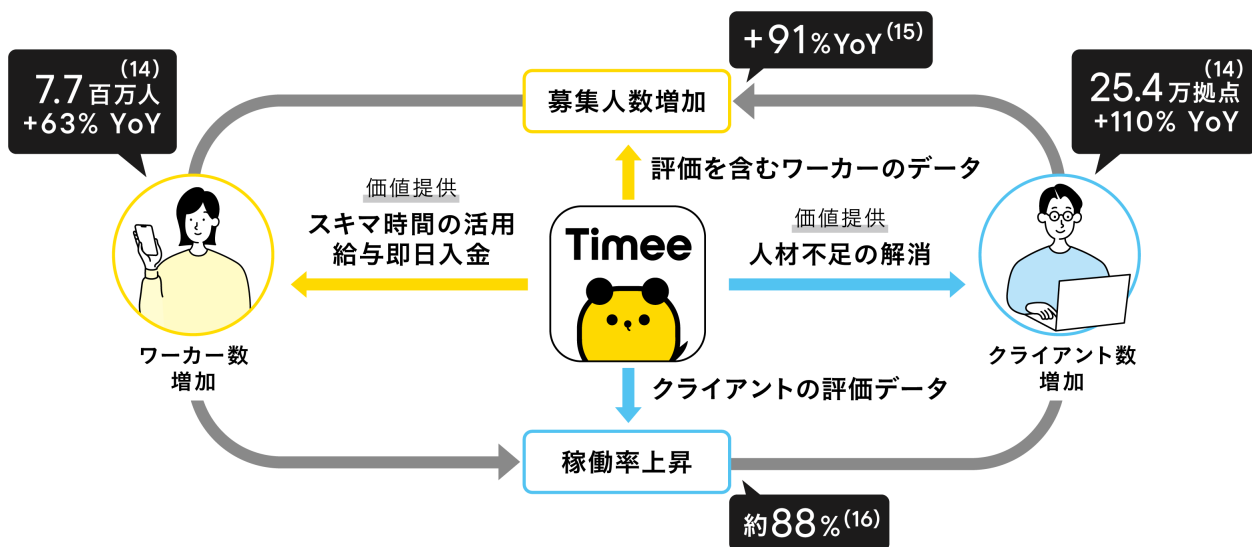 +91%YoY(15)
(14)
7.7百万人
+63% YoY
(14)
25.4万拠点
+110% YoY
募集人数増加
評価を含むワーカーのデータ
価値提供
スキマ時間の活用
給与即日入金
Timee
価値提供
人材不足の解消
ワーカー数
増加
クライアント数
増加
クライアントの評価データ
稼働率上昇
約88%(16)